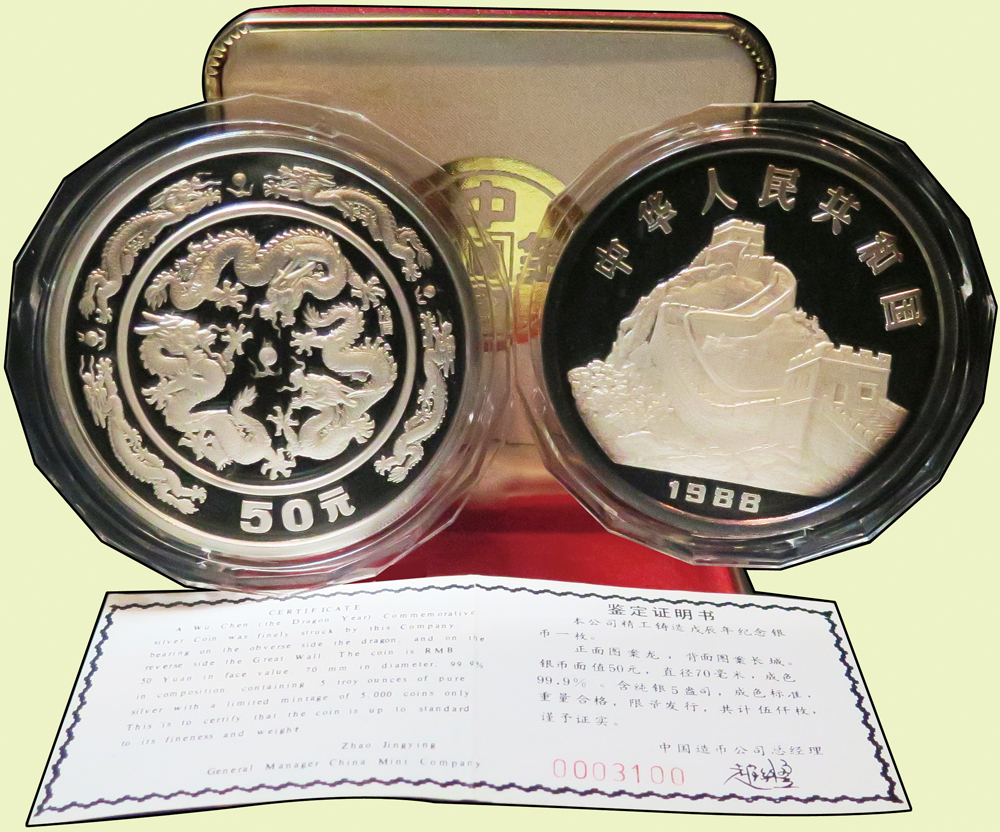 中
中华人民共和国
50元
1988
CERTIFICATE
A Wu Chen (the Dragon Year) Commemorative
silver Coin was finely struck by this Company
bearing on the obverse side the dragon, and on the
reverse side the Great Wall. The coin is RMB
50 Yuan in face value 70 mm in diameter, 99.9%
in composition, containing 5 troy ounces of pure
silver with a limited mintage of 5,000 coins only
This is to certify that the coin is up to standard
to its fineness and weight
Zhao Jingying
General Manager China Mint Company
鉴定证明书
本公司精工铸造戊辰年纪念银
币一枚。
正面图案龙，背面图案长城。
银币面值50元，直径70毫米，成色
99.9%。含纯银5盎司，成色标准，
重量合格，限量发行，共计伍仟枚，
谨予证实。
中国造币公司总经理
0003100